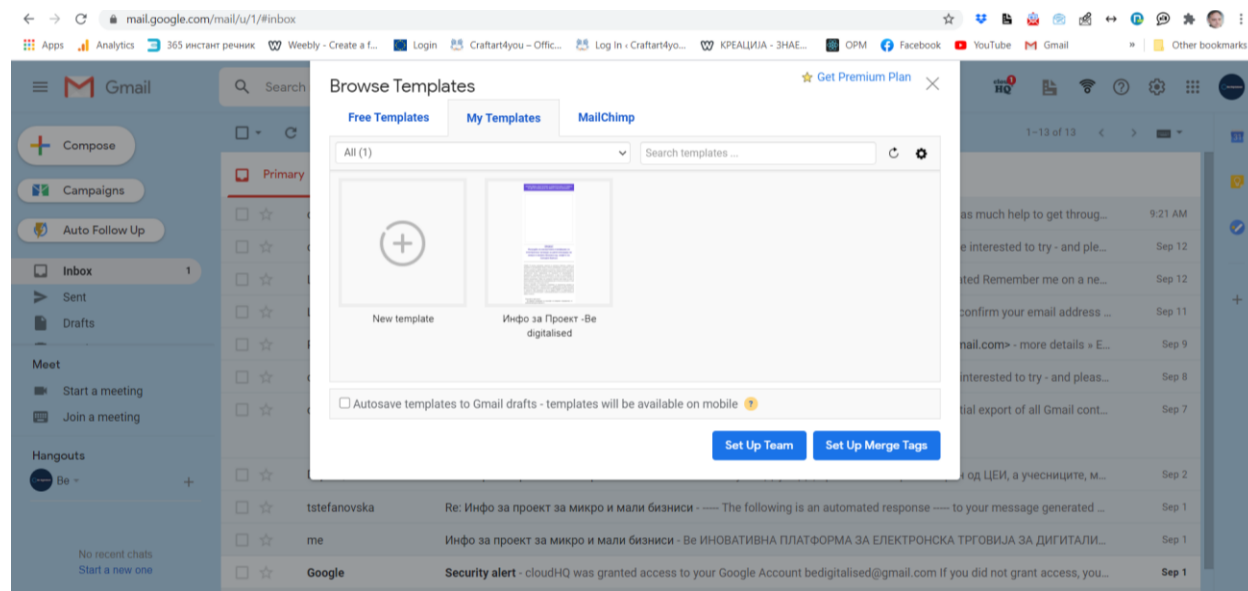 mail.google.com/mail/u/1/#inbox
Apps Analytics 365 инстант речник Weebly - Create a f... Login Craftart4you – Offic... Log In ‹ Craftart4yo... КРЕАЦИЈА - ЗНАЕ... OPM Facebook YouTube Gmail » Other bookmarks
Gmail
Search
Browse Templates
Get Premium Plan
HQ
1
Free Templates My Templates MailChimp
Compose
1–13 of 13
All (1)
Search templates ...
Primary
Campaigns
as much help to get throug... 9:21 AM
Auto Follow Up
e interested to try - and ple... Sep 12
Inbox 1
ated Remember me on a ne... Sep 12
Sent
confirm your email address ... Sep 11
New template
Инфо за Проект -Be
digitalised
Drafts
mail.com> - more details » E... Sep 9
Meet
interested to try - and pleas... Sep 8
Start a meeting
Autosave templates to Gmail drafts - templates will be available on mobile ?
tial export of all Gmail cont... Sep 7
Join a meeting
Set Up Team Set Up Merge Tags
Hangouts
Be
од ЦЕИ, а учесниците, м... Sep 2
tstefanovska Re: Инфо за проект за микро и мали бизниси - ---- The following is an automated response ---- to your message generated ... Sep 1
me Инфо за проект за микро и мали бизниси - Be ИНОВАТИВНА ПЛАТФОРМА ЗА ЕЛЕКТРОНСКА ТРГОВИЈА ЗА ДИГИТАЛИ... Sep 1
No recent chats
Start a new one
Google Security alert - cloudHQ was granted access to your Google Account bedigitalised@gmail.com If you did not grant access, you... Sep 1